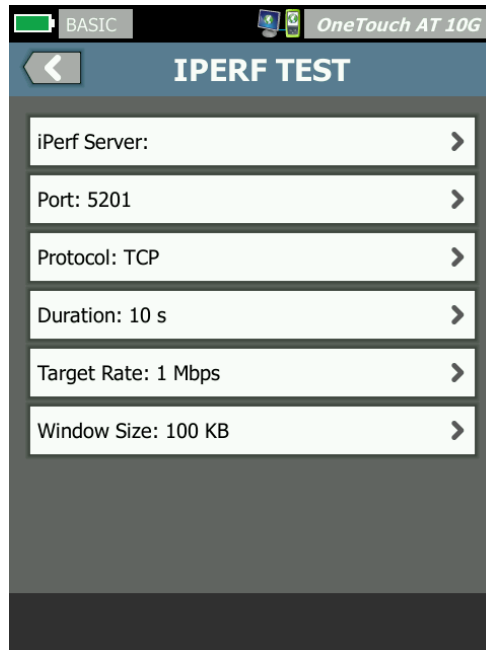 BASIC
OneTouch AT 10G
IPERF TEST
iPerf Server:
Port: 5201
Protocol: TCP
Duration: 10 s
Target Rate: 1 Mbps
Window Size: 100 KB